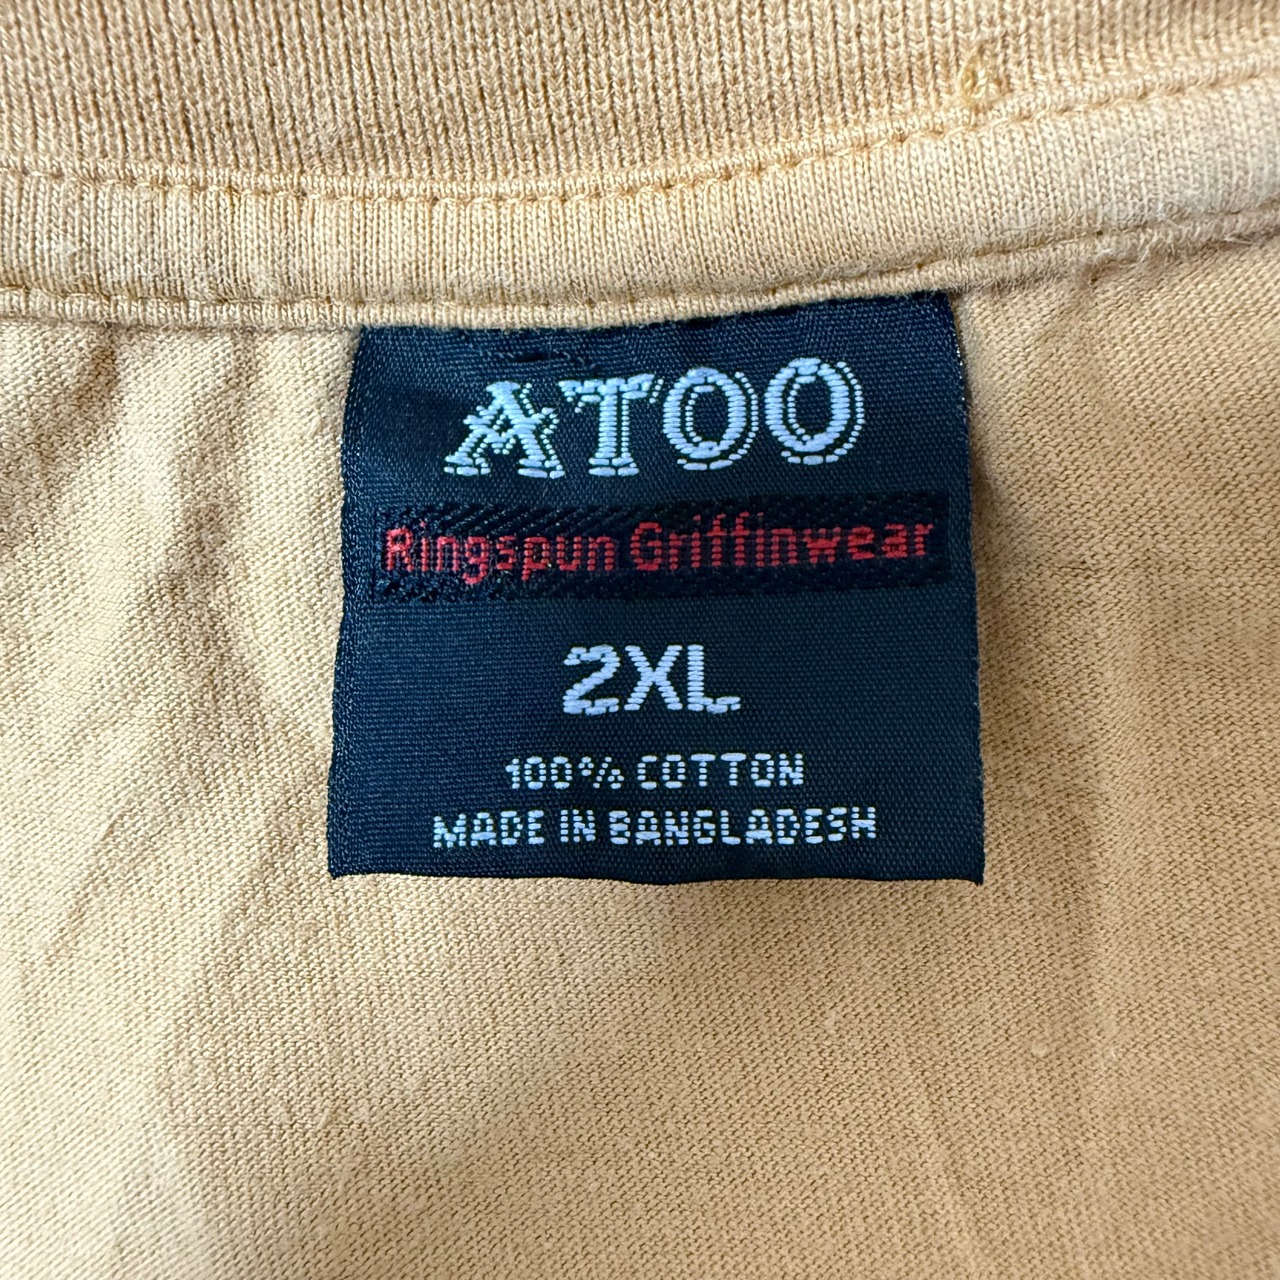 ATOO
Ringspun Griffinwear
2XL
100% COTTON
MADE IN BANGLADESH